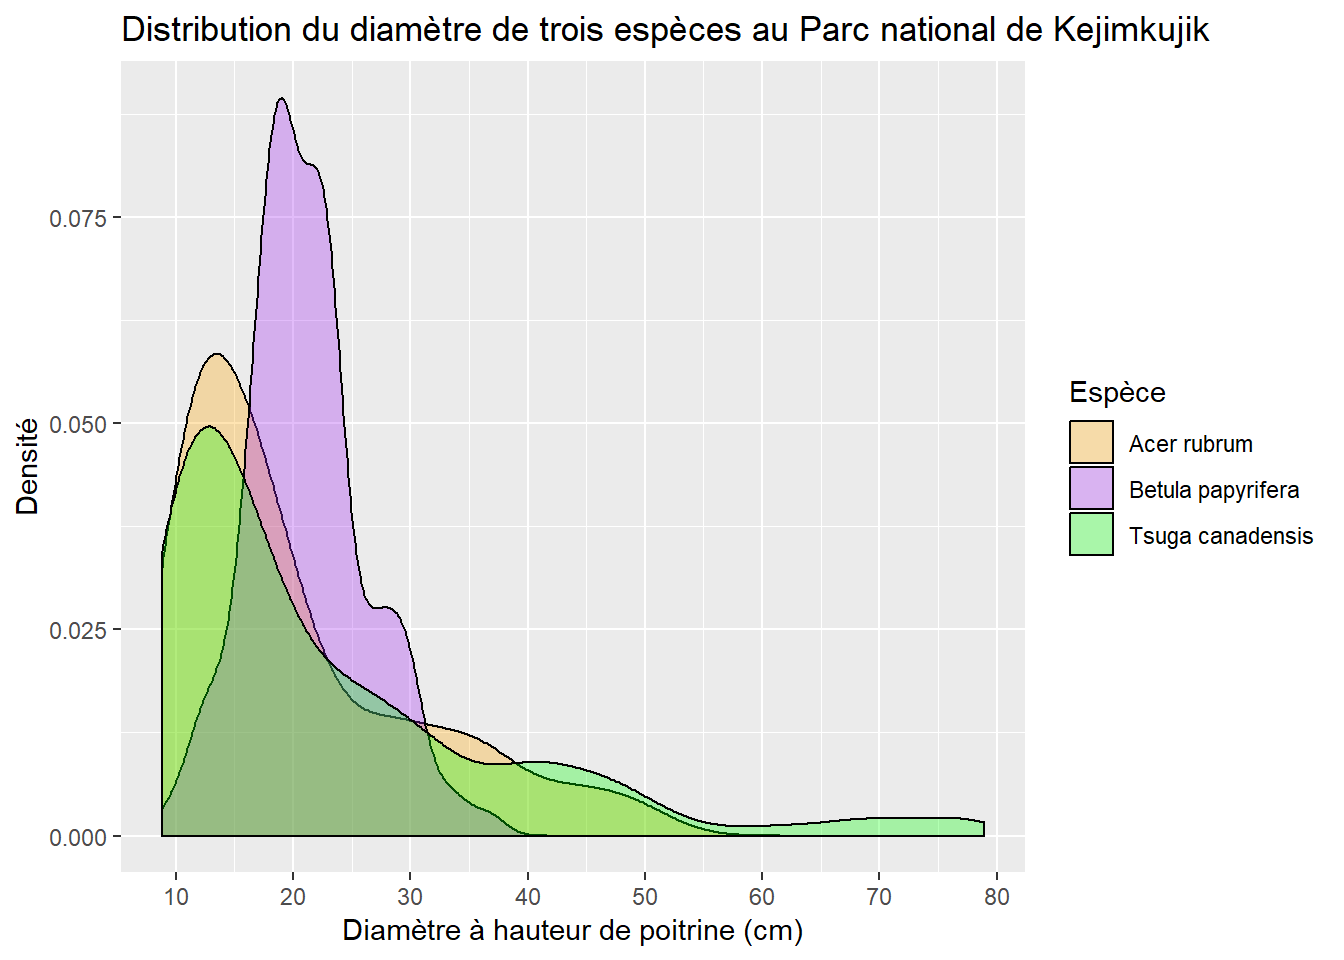 Distribution du diamètre de trois espèces au Parc national de Kejimkujik
Densité
0.075
0.050
0.025
0.000
10 20 30 40 50 60 70 80
Diamètre à hauteur de poitrine (cm)
Espèce
Acer rubrum
Betula papyrifera
Tsuga canadensis